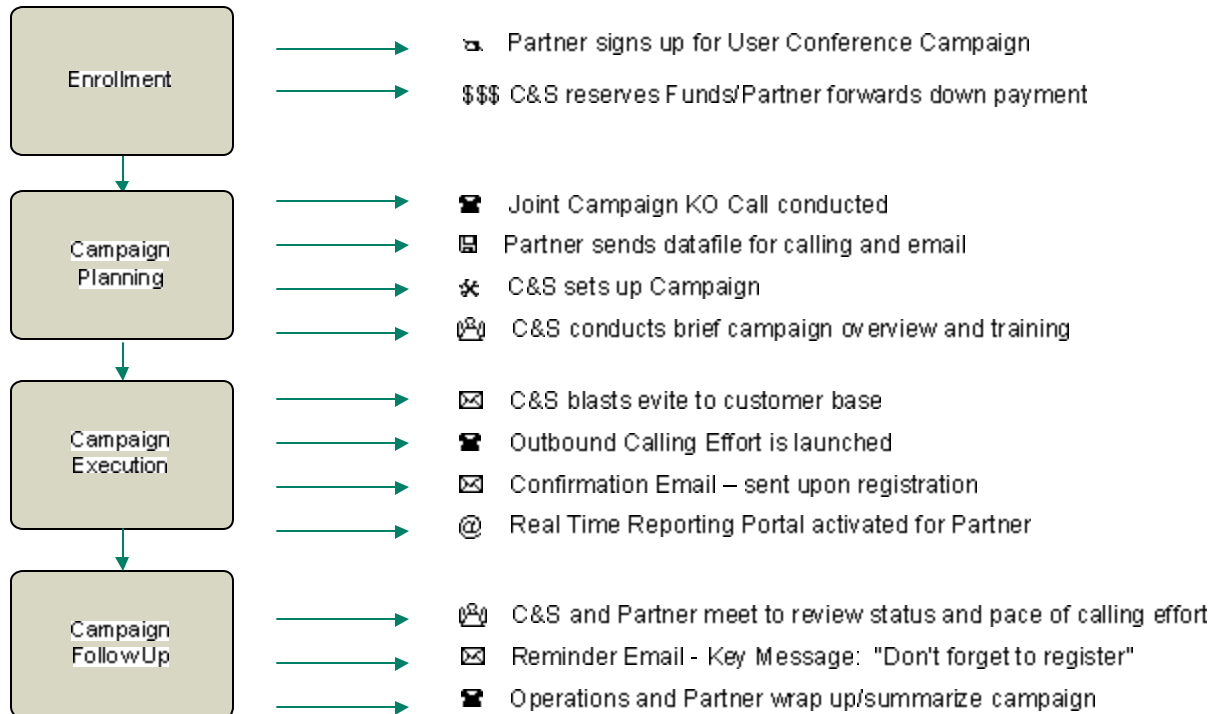 Enrollment
Partner signs up for User Conference Campaign
$$$ C&S reserves Funds/Partner forwards down payment
Campaign
Planning
Joint Campaign KO Call conducted
Partner sends datafile for calling and email
C&S sets up Campaign
C&S conducts brief campaign overview and training
Campaign
Execution
C&S blasts evite to customer base
Outbound Calling Effort is launched
Confirmation Email – sent upon registration
@ Real Time Reporting Portal activated for Partner
Campaign
FollowUp
C&S and Partner meet to review status and pace of calling effort
Reminder Email - Key Message: "Don't forget to register"
Operations and Partner wrap up/summarize campaign